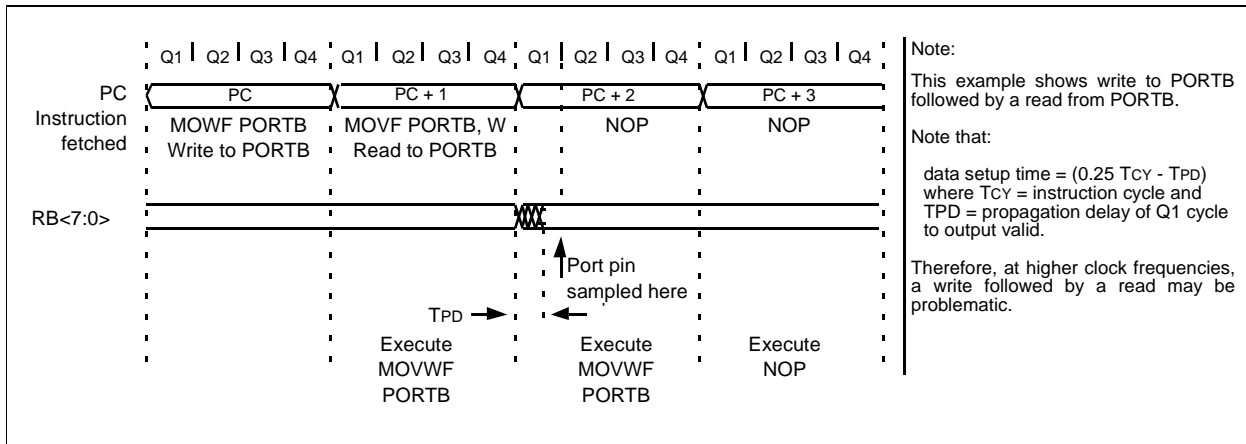 Q1 Q2 Q3 Q4 Q1 Q2 Q3 Q4 Q1 Q2 Q3 Q4 Q1 Q2 Q3 Q4
PC PC PC + 1 PC + 2 PC + 3
Instruction
fetched
MOWF PORTB MOVF PORTB, W NOP NOP
Write to PORTB Read to PORTB
RB<7:0>
Port pin
sampled here
TPD
Execute Execute Execute
MOVWF MOVWF NOP
PORTB PORTB
Note:
This example shows write to PORTB
followed by a read from PORTB.
Note that:
data setup time = (0.25 TCY - TPD)
where TCY = instruction cycle and
TPD = propagation delay of Q1 cycle
to output valid.
Therefore, at higher clock frequencies,
a write followed by a read may be
problematic.